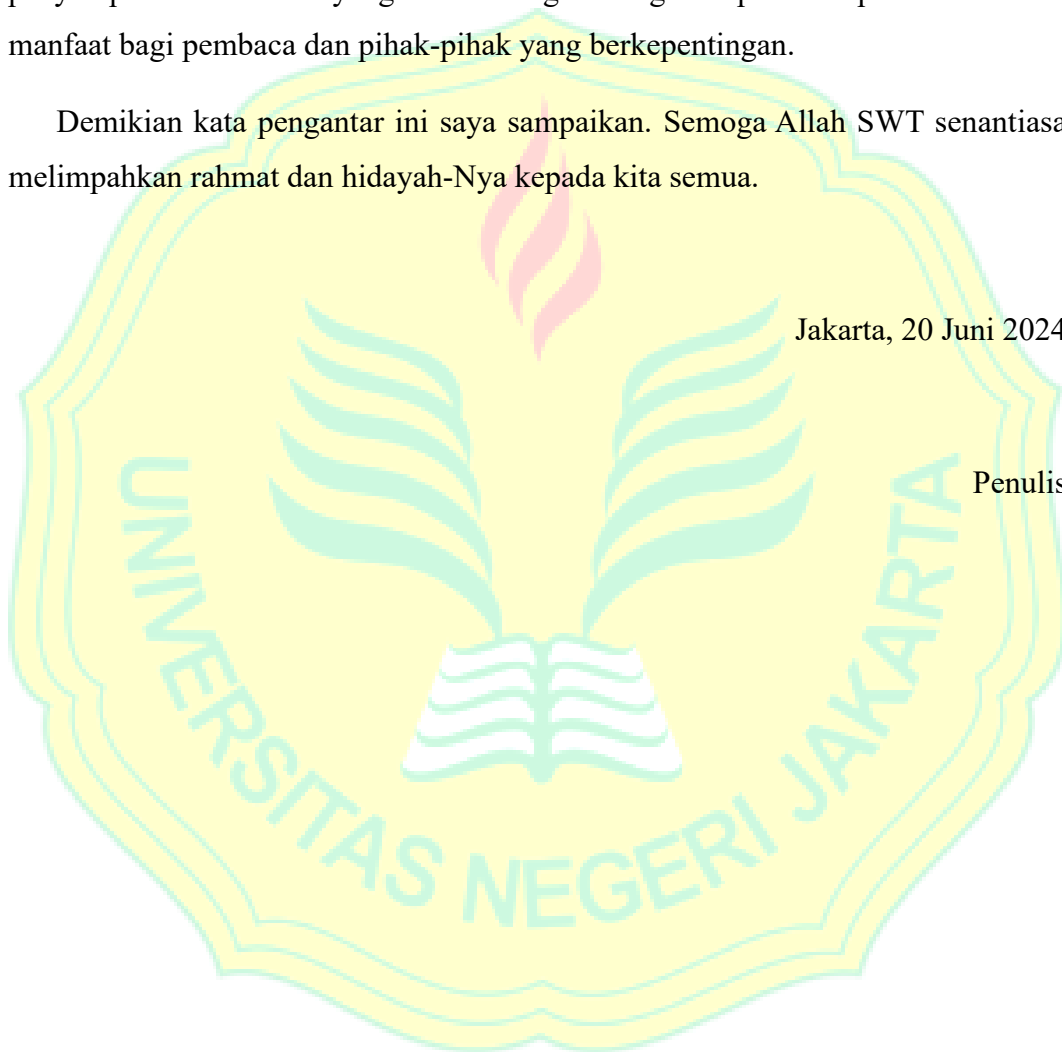 manfaat bagi pembaca dan pihak-pihak yang berkepentingan.
Demikian kata pengantar ini saya sampaikan. Semoga Allah SWT senantiasa
melimpahkan rahmat dan hidayah-Nya kepada kita semua.
Jakarta, 20 Juni 2024
Penulis
UNIVERSITAS NEGERI JAKARTA